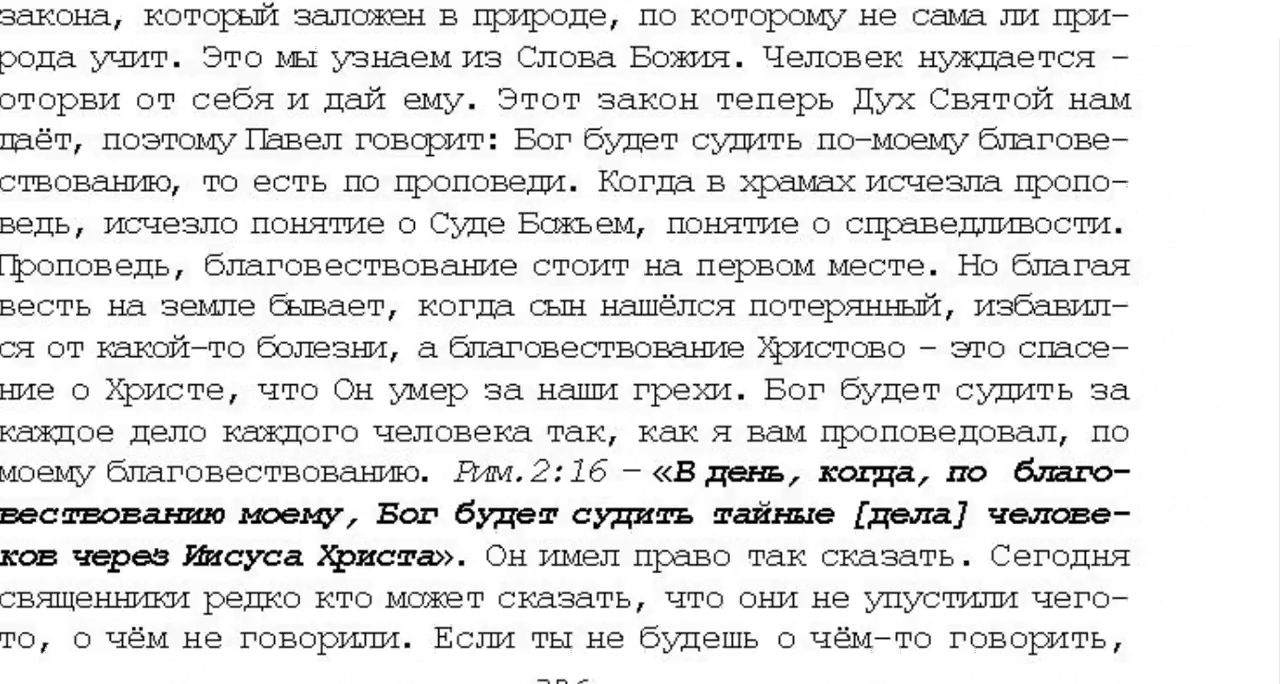 закона, который заложен в природе, по которому не сама ли при-
рода учит. Это мы узнаем из Слова Божия. Человек нуждается –
оторви от себя и дай ему. Этот закон теперь Дух Святой нам
даёт, поэтому Павел говорит: Бог будет судить по-моему благове-
ствованию, то есть по проповеди. Когда в храмах исчезла пропо-
ведь, исчезло понятие о Суде Божьем, понятие о справедливости.
Проповедь, благовествование стоит на первом месте. Но благая
весть на земле бывает, когда сын нашёлся потерянный, избавил-
ся от какой-то болезни, а благовествование Христово – это спасе-
ние о Христе, что Он умер за наши грехи. Бог будет судить за
каждое дело каждого человека так, как я вам проповедовал, по
моему благовествованию. Рим.2:16 – «В день, когда, по благо-
вествованию моему, Бог будет судить тайные [дела] челове-
ков через Иисуса Христа». Он имел право так сказать. Сегодня
священники редко кто может сказать, что они не упустили чего-
то, о чём не говорили. Если ты не будешь о чём-то говорить,